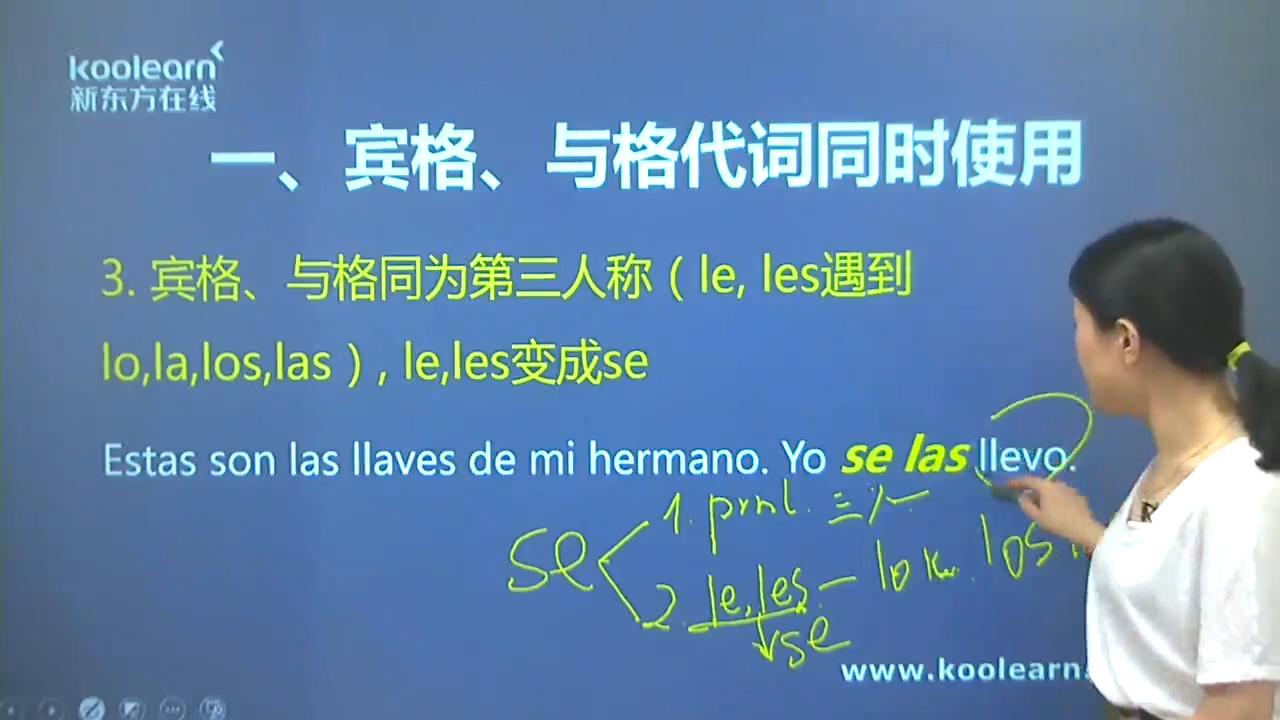 koolearn
新东方在线
一、宾格、与格代词同时使用
3. 宾格、与格同为第三人称（le, les遇到
lo,la,los,las）, le,les变成se
Estas son las llaves de mi hermano. Yo se las llevo.
1. prnl. 三人
se
2. le, les — lo la. los
se
www.koolearn.